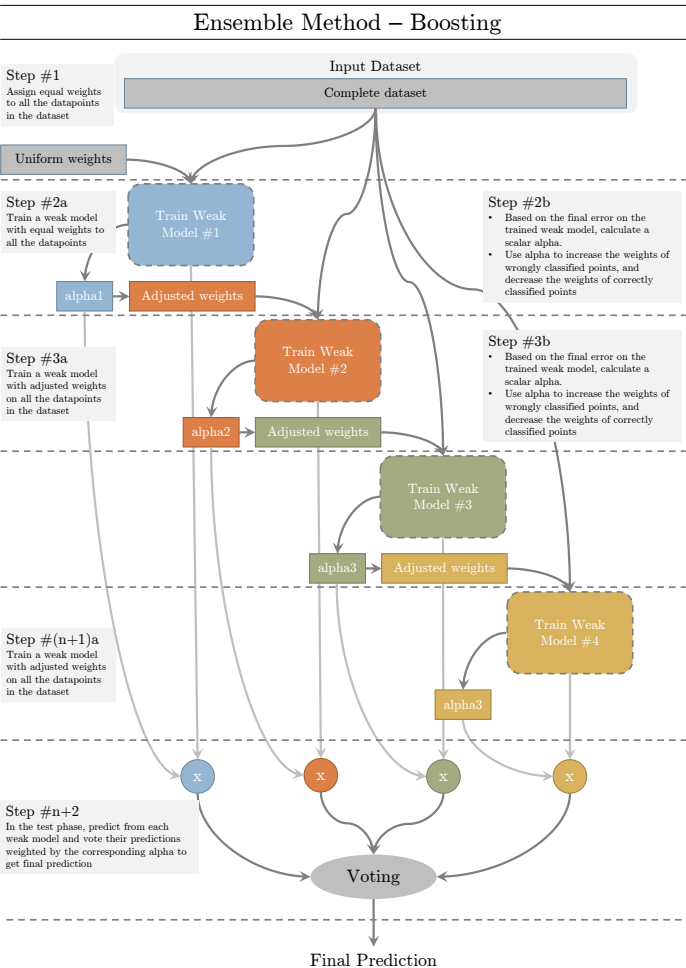 Ensemble Method – Boosting
Input Dataset
Complete dataset
Step #1
Assign equal weights
to all the datapoints
in the dataset
Uniform weights
Step #2a
Train a weak model
with equal weights to
all the datapoints
Train Weak
Model #1
Step #2b
• Based on the final error on the
trained weak model, calculate a
scalar alpha.
• Use alpha to increase the weights of
wrongly classified points, and
decrease the weights of correctly
classified points
alpha1
Adjusted weights
Step #3a
Train a weak model
with adjusted weights
on all the datapoints
in the dataset
Train Weak
Model #2
Step #3b
• Based on the final error on the
trained weak model, calculate a
scalar alpha.
• Use alpha to increase the weights of
wrongly classified points, and
decrease the weights of correctly
classified points
alpha2
Adjusted weights
Train Weak
Model #3
alpha3
Adjusted weights
Step #(n+1)a
Train a weak model
with adjusted weights
on all the datapoints
in the dataset
Train Weak
Model #4
alpha3
x
x
x
x
Step #n+2
In the test phase, predict from each
weak model and vote their predictions
weighted by the corresponding alpha to
get final prediction
Voting
Final Prediction